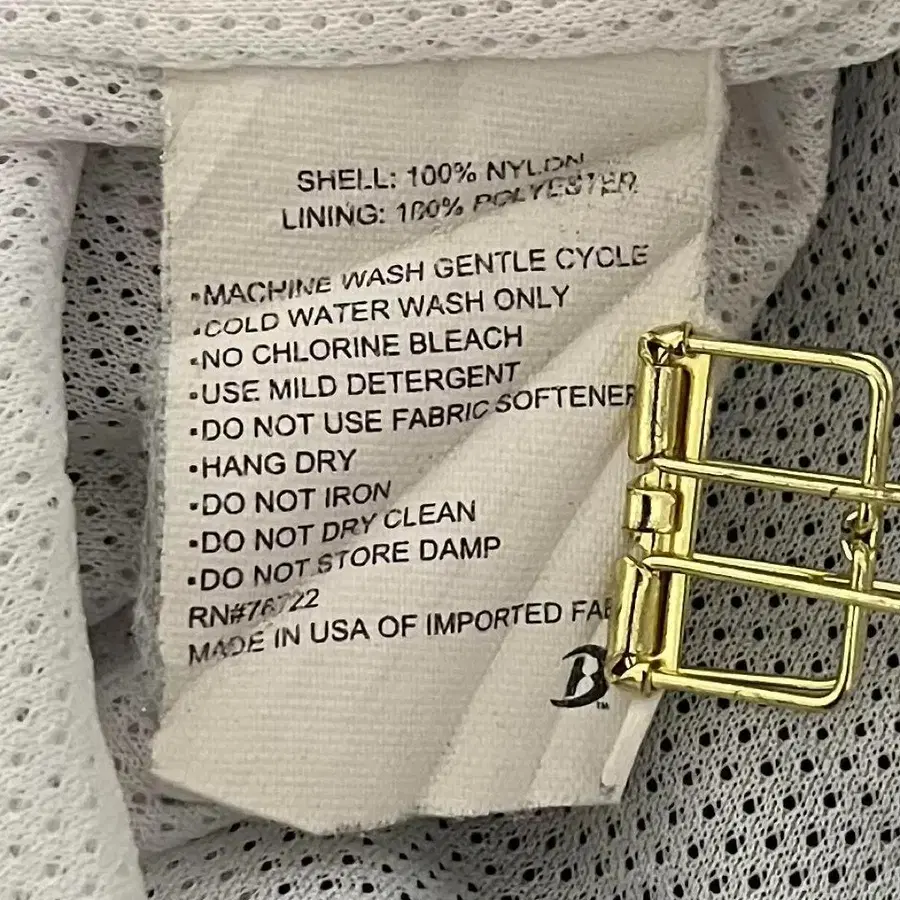 SHELL: 100% NYLON
LINING: 100% POLYESTER
•MACHINE WASH GENTLE CYCLE
•COLD WATER WASH ONLY
•NO CHLORINE BLEACH
•USE MILD DETERGENT
•DO NOT USE FABRIC SOFTENER
•HANG DRY
•DO NOT IRON
•DO NOT DRY CLEAN
•DO NOT STORE DAMP
RN#76722
MADE IN USA OF IMPORTED
B™